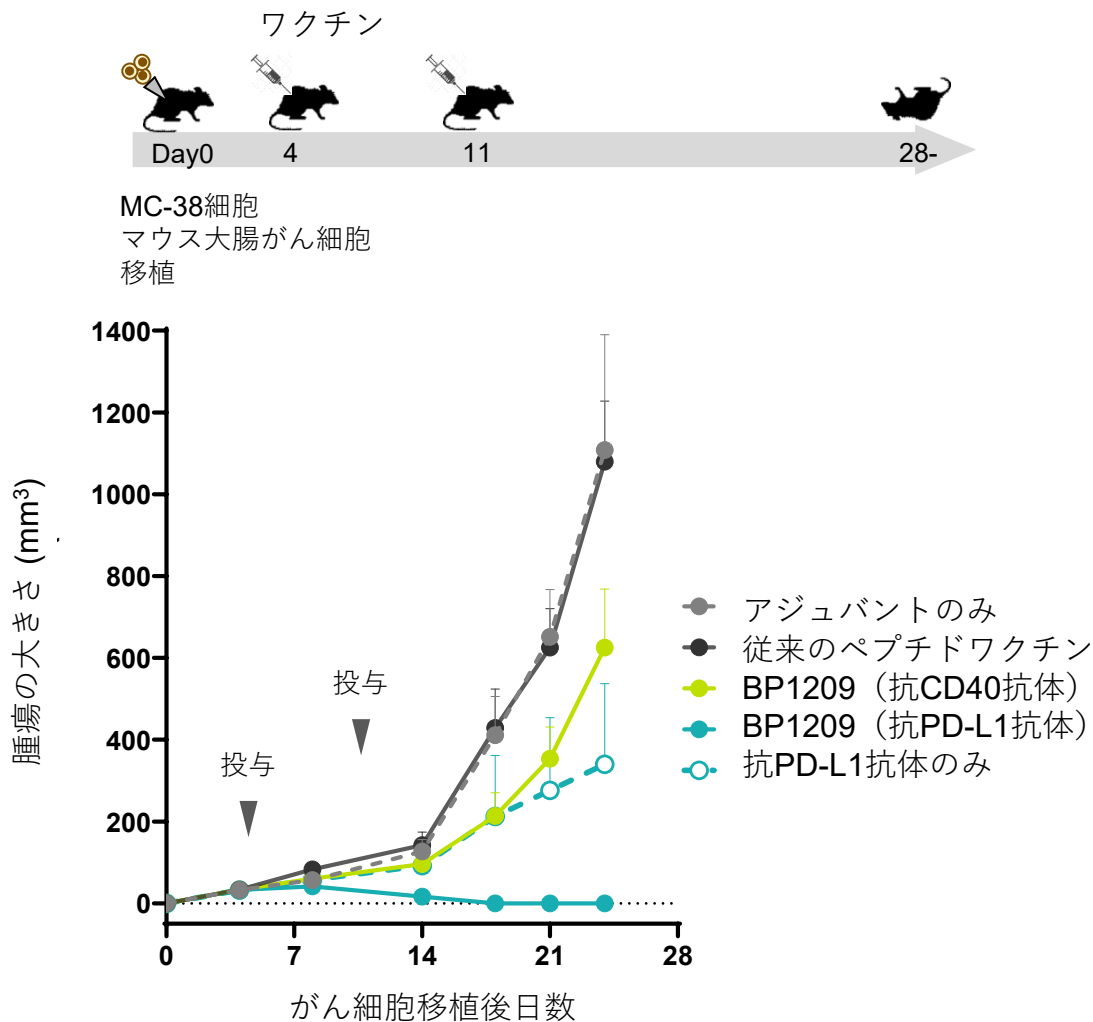 ワクチン
Day0
4
11
28-
MC-38細胞
マウス大腸がん細胞
移植
1400
1200
1000
800
600
400
200
0
腫瘍の大きさ (mm³)
投与
投与
アジュバントのみ
従来のペプチドワクチン
BP1209（抗CD40抗体）
BP1209（抗PD-L1抗体）
抗PD-L1抗体のみ
0
7
14
21
28
がん細胞移植後日数